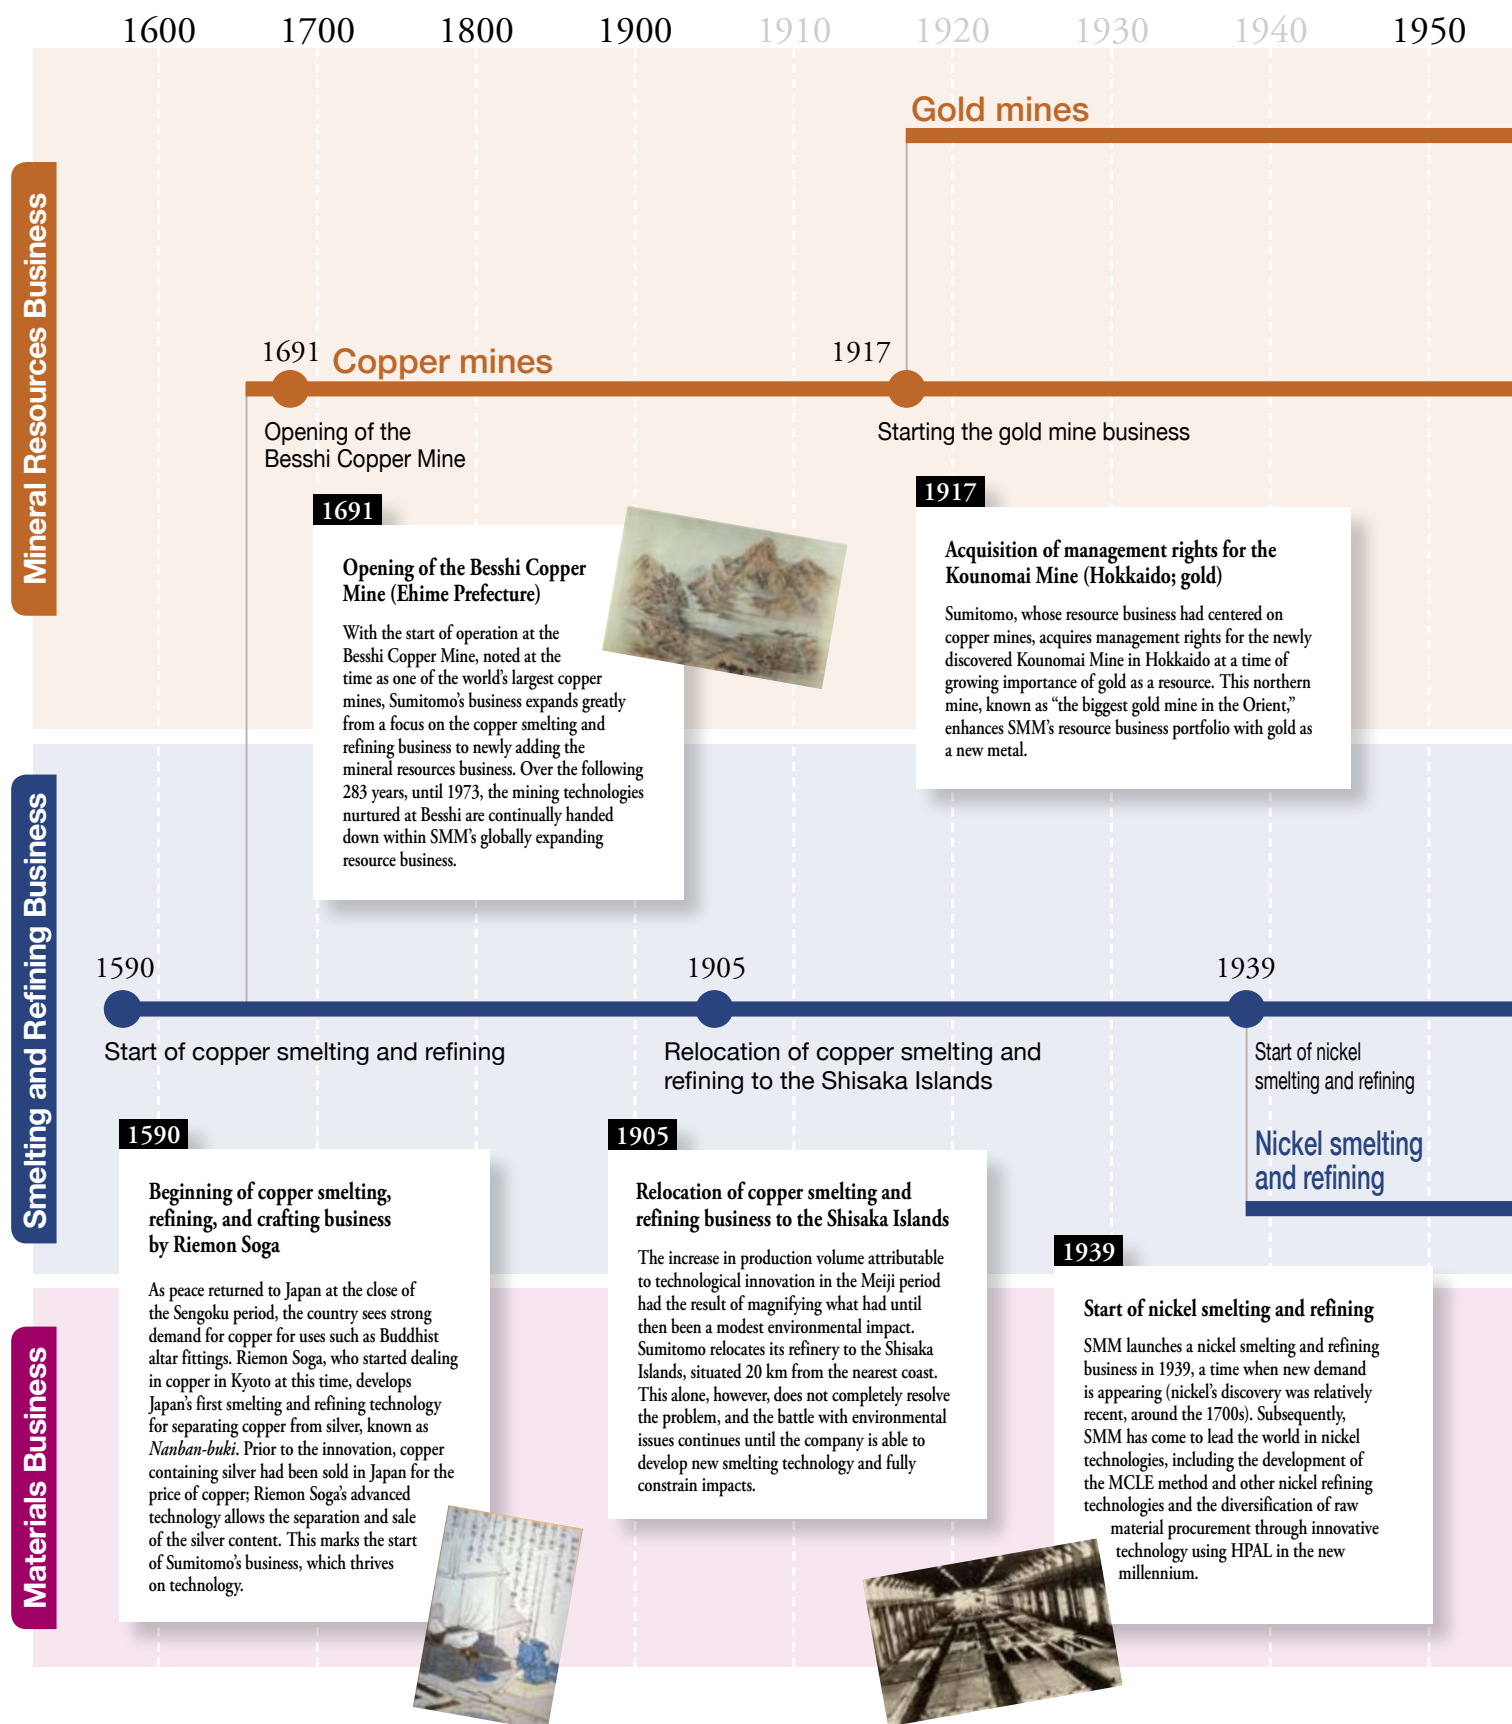 1600 1700 1800 1900 1910 1920 1930 1940 1950
Mineral Resources Business
Gold mines
1691 Copper mines
1917
Opening of the
Besshi Copper Mine
Starting the gold mine business
1691
Opening of the Besshi Copper
Mine (Ehime Prefecture)
With the start of operation at the
Besshi Copper Mine, noted at the
time as one of the world's largest copper
mines, Sumitomo's business expands greatly
from a focus on the copper smelting and
refining business to newly adding the
mineral resources business. Over the following
283 years, until 1973, the mining technologies
nurtured at Besshi are continually handed
down within SMM's globally expanding
resource business.
1917
Acquisition of management rights for the
Kounomai Mine (Hokkaido; gold)
Sumitomo, whose resource business had centered on
copper mines, acquires management rights for the newly
discovered Kounomai Mine in Hokkaido at a time of
growing importance of gold as a resource. This northern
mine, known as “the biggest gold mine in the Orient,”
enhances SMM's resource business portfolio with gold as
a new metal.
Smelting and Refining Business
1590
1905
1939
Start of copper smelting and refining
Relocation of copper smelting and
refining to the Shisaka Islands
Start of nickel
smelting and refining
Nickel smelting
and refining
1590
Beginning of copper smelting,
refining, and crafting business
by Riemon Soga
As peace returned to Japan at the close of
the Sengoku period, the country sees strong
demand for copper for uses such as Buddhist
altar fittings. Riemon Soga, who started dealing
in copper in Kyoto at this time, develops
Japan's first smelting and refining technology
for separating copper from silver, known as
Nanban-buki. Prior to the innovation, copper
containing silver had been sold in Japan for the
price of copper; Riemon Soga's advanced
technology allows the separation and sale
of the silver content. This marks the start
of Sumitomo's business, which thrives
on technology.
1905
Relocation of copper smelting and
refining business to the Shisaka Islands
The increase in production volume attributable
to technological innovation in the Meiji period
had the result of magnifying what had until
then been a modest environmental impact.
Sumitomo relocates its refinery to the Shisaka
Islands, situated 20 km from the nearest coast.
This alone, however, does not completely resolve
the problem, and the battle with environmental
issues continues until the company is able to
develop new smelting technology and fully
constrain impacts.
1939
Start of nickel smelting and refining
SMM launches a nickel smelting and refining
business in 1939, a time when new demand
is appearing (nickel's discovery was relatively
recent, around the 1700s). Subsequently,
SMM has come to lead the world in nickel
technologies, including the development of
the MCLE method and other nickel refining
technologies and the diversification of raw
material procurement through innovative
technology using HPAL in the new
millennium.
Materials Business